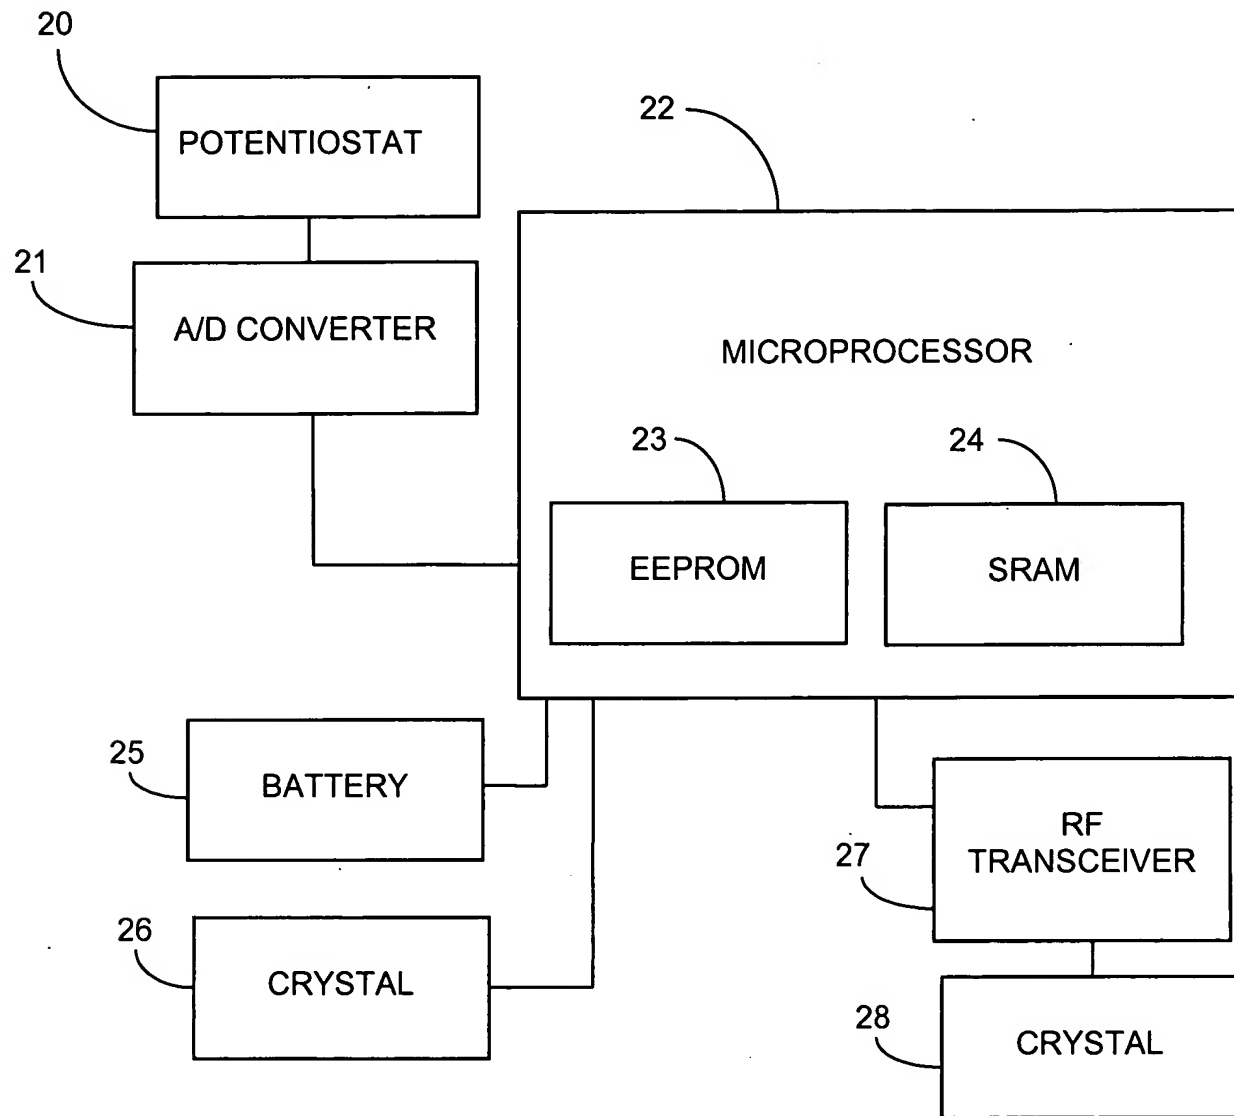 20
POTENTIOSTAT
22
21
A/D CONVERTER
MICROPROCESSOR
23
24
EEPROM
SRAM
25
BATTERY
RF
TRANSCEIVER
27
26
CRYSTAL
28
CRYSTAL